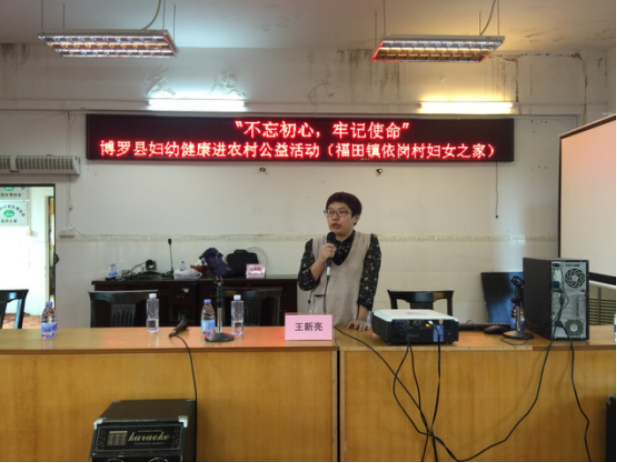 “不忘初心，牢记使命”
博罗县妇幼健康进农村公益活动（福田镇依岗村妇女之家）
王新亮
karaoke